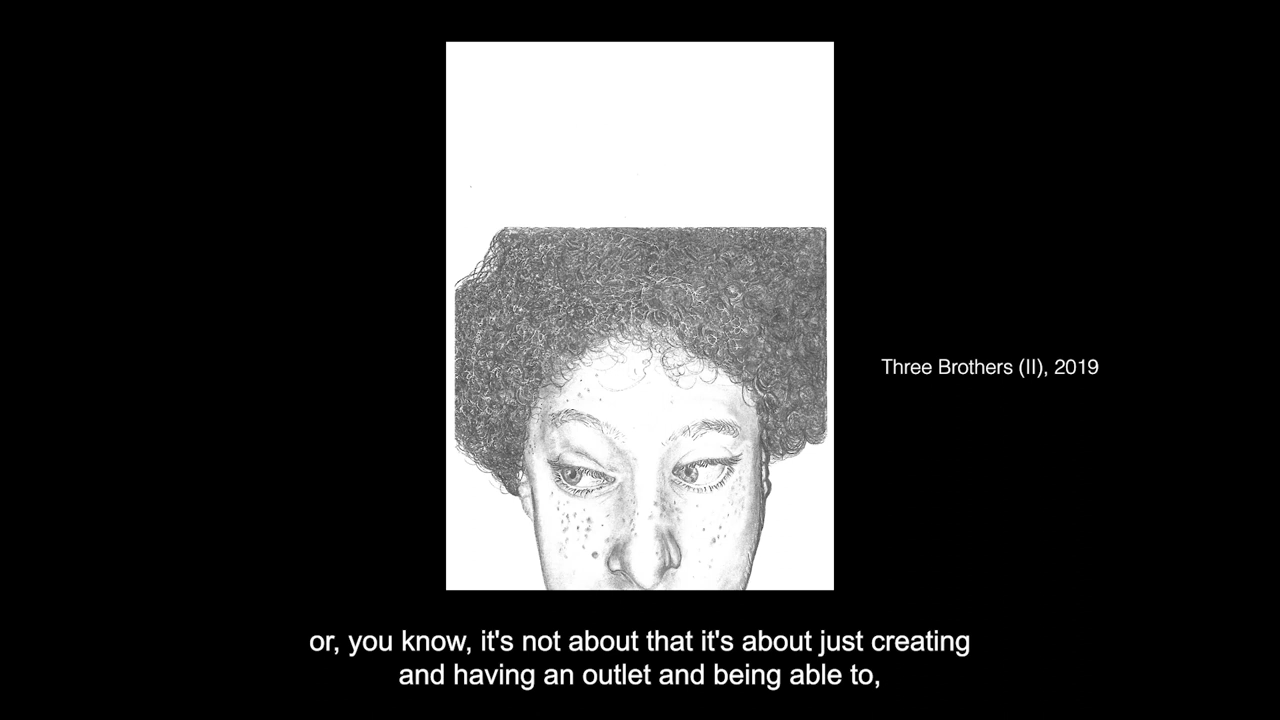 Three Brothers (II), 2019
or, you know, it's not about that it's about just creating
and having an outlet and being able to,